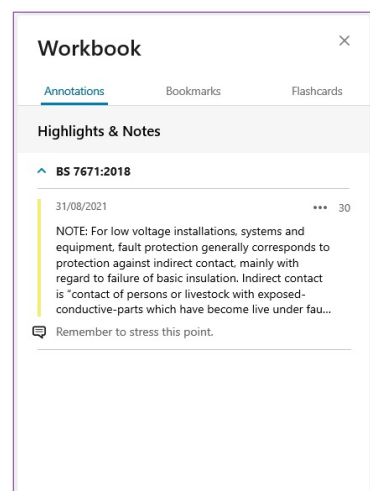 Workbook
Annotations Bookmarks Flashcards
Highlights & Notes
BS 7671:2018
31/08/2021 ••• 30
NOTE: For low voltage installations, systems and
equipment, fault protection generally corresponds to
protection against indirect contact, mainly with
regard to failure of basic insulation. Indirect contact
is “contact of persons or livestock with exposed-
conductive-parts which have become live under fau...
Remember to stress this point.